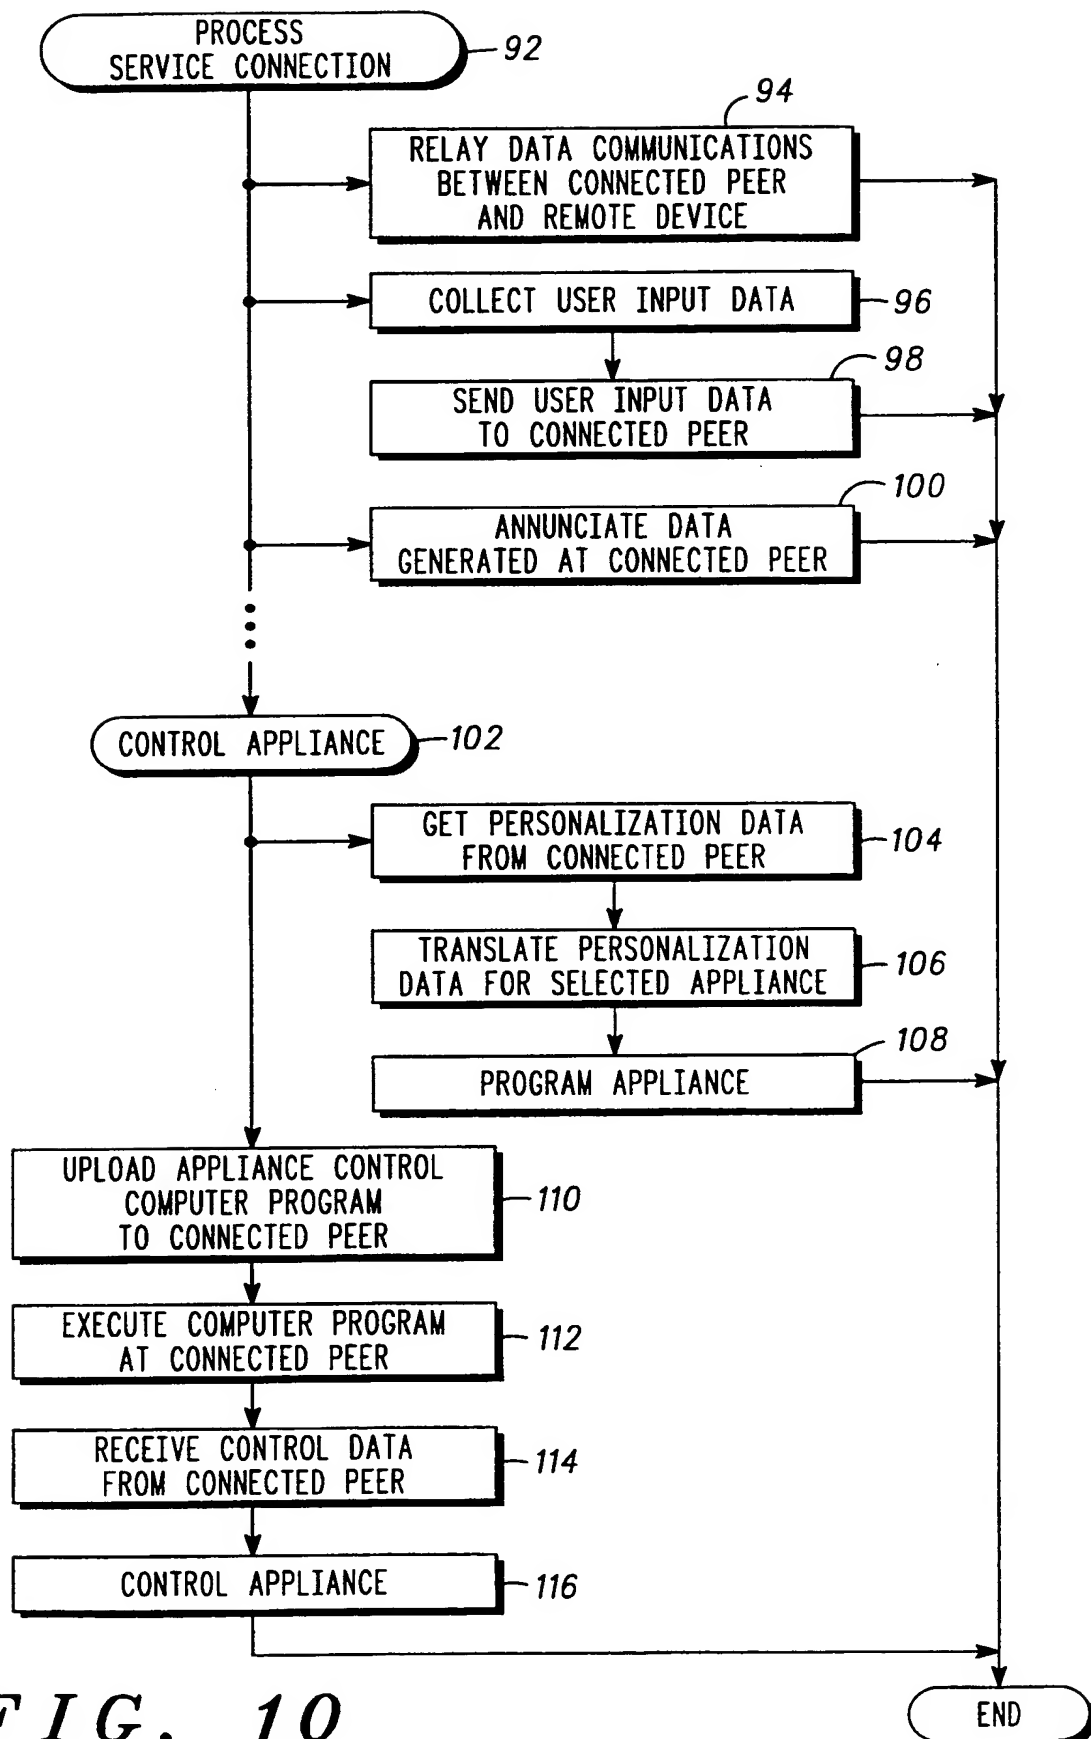 PROCESS
SERVICE CONNECTION
92
94
RELAY DATA COMMUNICATIONS
BETWEEN CONNECTED PEER
AND REMOTE DEVICE
COLLECT USER INPUT DATA
96
98
SEND USER INPUT DATA
TO CONNECTED PEER
100
ANNUNCIATE DATA
GENERATED AT CONNECTED PEER
CONTROL APPLIANCE
102
GET PERSONALIZATION DATA
FROM CONNECTED PEER
104
TRANSLATE PERSONALIZATION
DATA FOR SELECTED APPLIANCE
106
108
PROGRAM APPLIANCE
UPLOAD APPLIANCE CONTROL
COMPUTER PROGRAM
TO CONNECTED PEER
110
EXECUTE COMPUTER PROGRAM
AT CONNECTED PEER
112
RECEIVE CONTROL DATA
FROM CONNECTED PEER
114
CONTROL APPLIANCE
116
END
FIG. 10